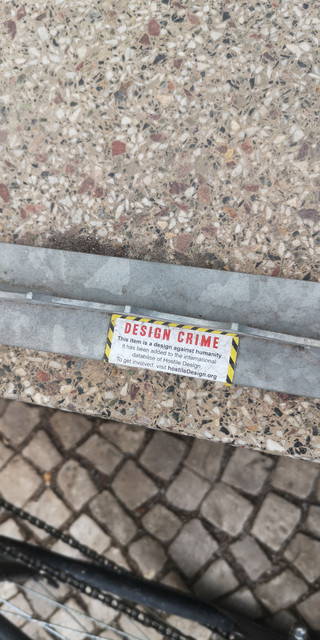 DESIGN CRIME
This item is a design against humanity.
It has been added to the international
database of Hostile Design.
To get involved, visit hostileDesign.org